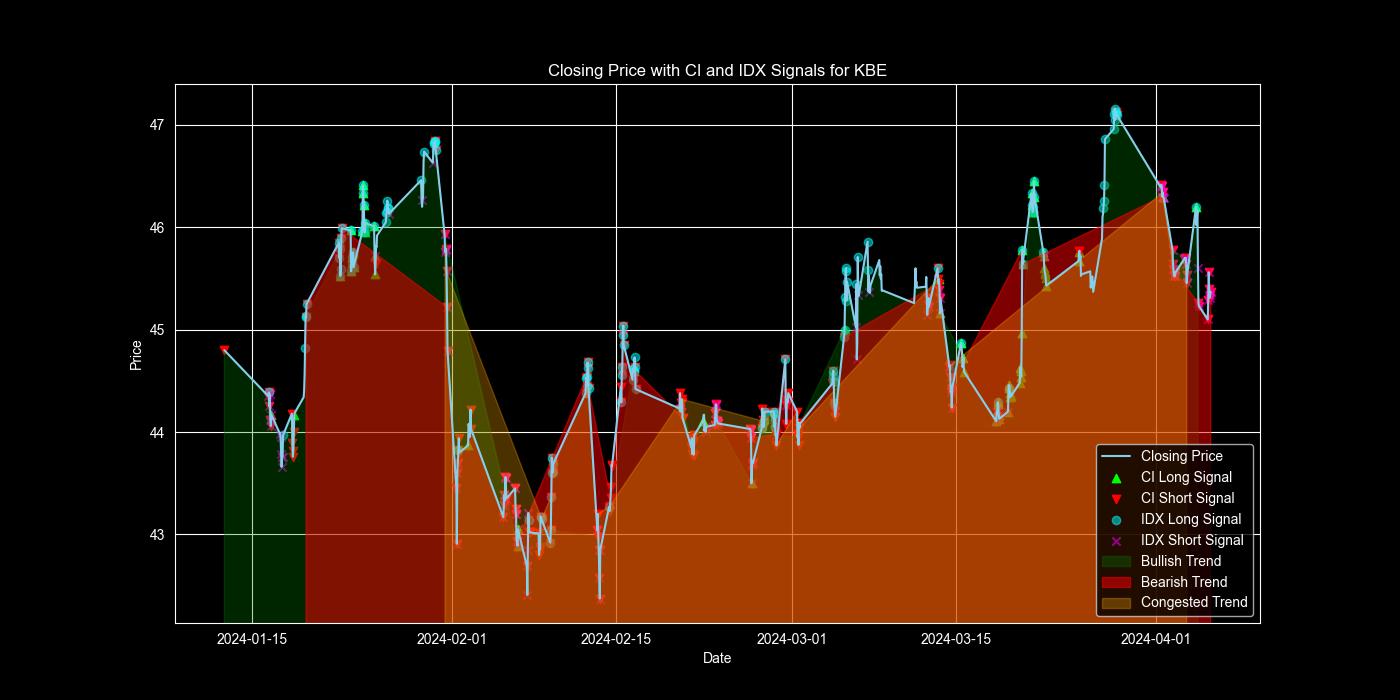 Closing Price with CI and IDX Signals for KBE
47
46
45
44
43
Price
2024-01-15
2024-02-01
2024-02-15
2024-03-01
2024-03-15
2024-04-01
Date
Closing Price
CI Long Signal
CI Short Signal
IDX Long Signal
IDX Short Signal
Bullish Trend
Bearish Trend
Congested Trend